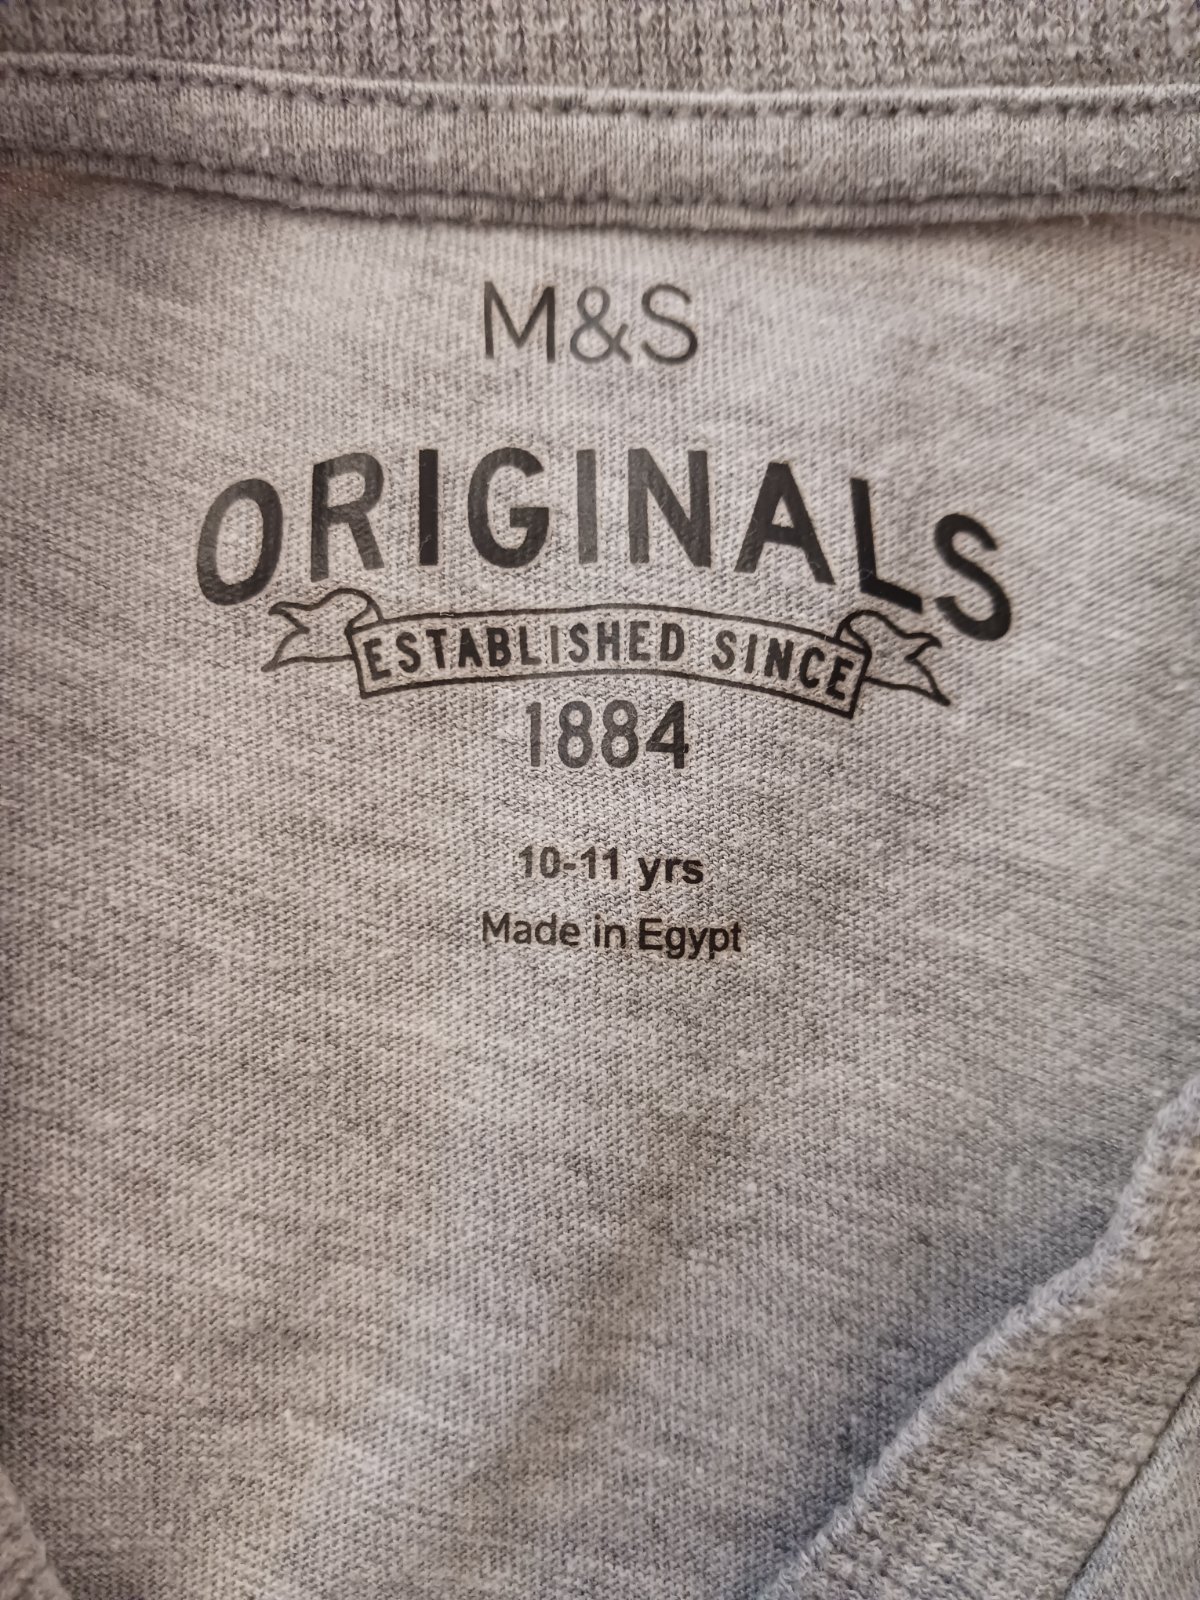 M&S
ORIGINALS
ESTABLISHED SINCE
1884
10-11 yrs
Made in Egypt